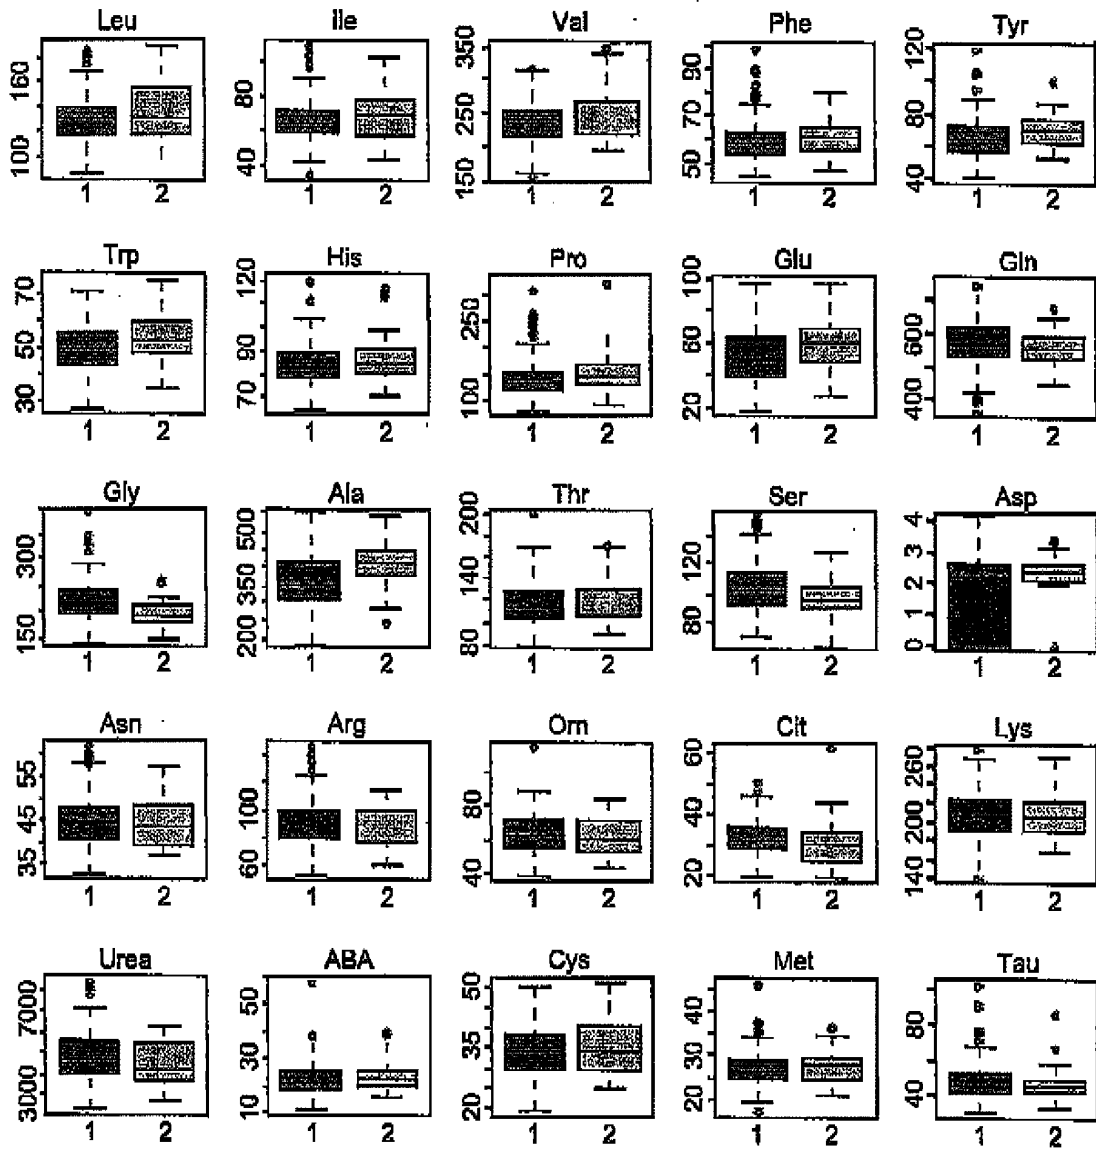 Leu Ile Val Phe Tyr
100 160 40 80 150 250 350 50 70 90 40 60 80 120
1 2 1 2 1 2 1 2 1 2
Trp His Pro Glu Gln
30 50 70 70 90 120 100 250 20 60 100 400 600
1 2 1 2 1 2 1 2 1 2
Gly Ala Thr Ser Asp
150 300 200 350 500 80 140 200 80 120 0 1 2 3 4
1 2 1 2 1 2 1 2 1 2
Asn Arg Orn Cit Lys
35 45 55 60 100 40 80 20 40 60 140 200 260
1 2 1 2 1 2 1 2 1 2
Urea ABA Cys Met Tau
3000 7000 10 30 50 20 35 50 20 30 40 40 80
1 2 1 2 1 2 1 2 1 2